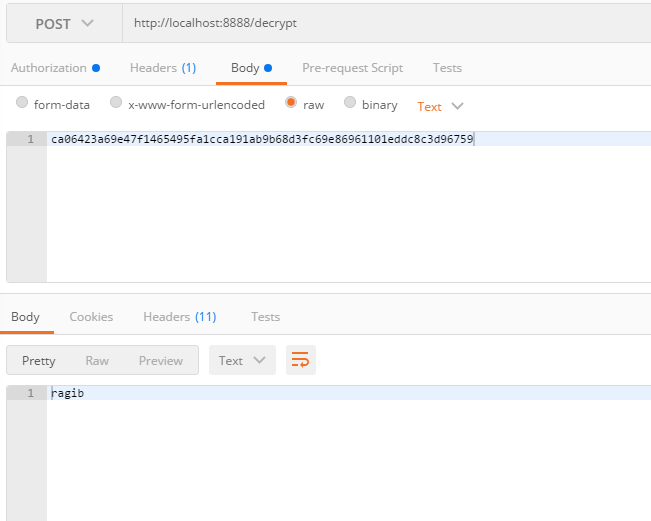 POST http://localhost:8888/decrypt
Authorization Headers (1) Body Pre-request Script Tests
form-data x-www-form-urlencoded raw binary Text
1 ca06423a69e47f1465495fa1cca191ab9b68d3fc69e86961101eddc8c3d96759
Body Cookies Headers (11) Tests
Pretty Raw Preview Text
1 ragib